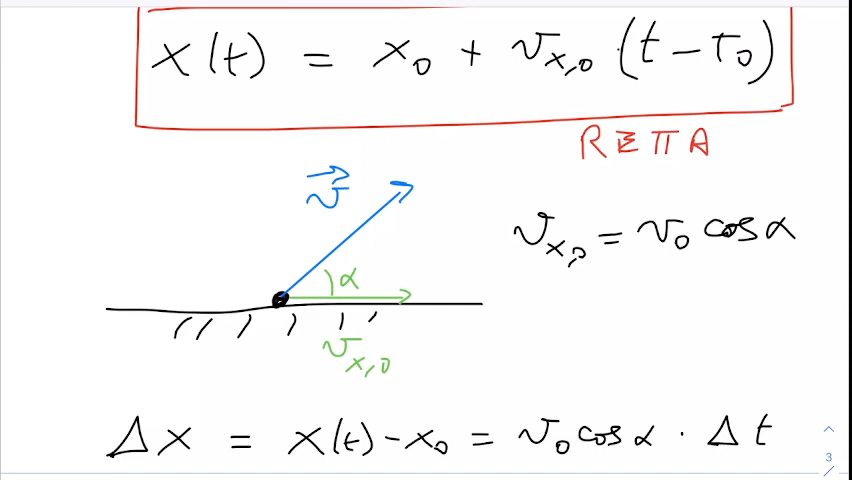 x(t) = x₀ + v_{x,0} (t - t₀)
RETTA
v⃗
v_{x,0} = v₀ cos α
α
v_{x,0}
Δx = x(t) - x₀ = v₀ cos α · Δt
3